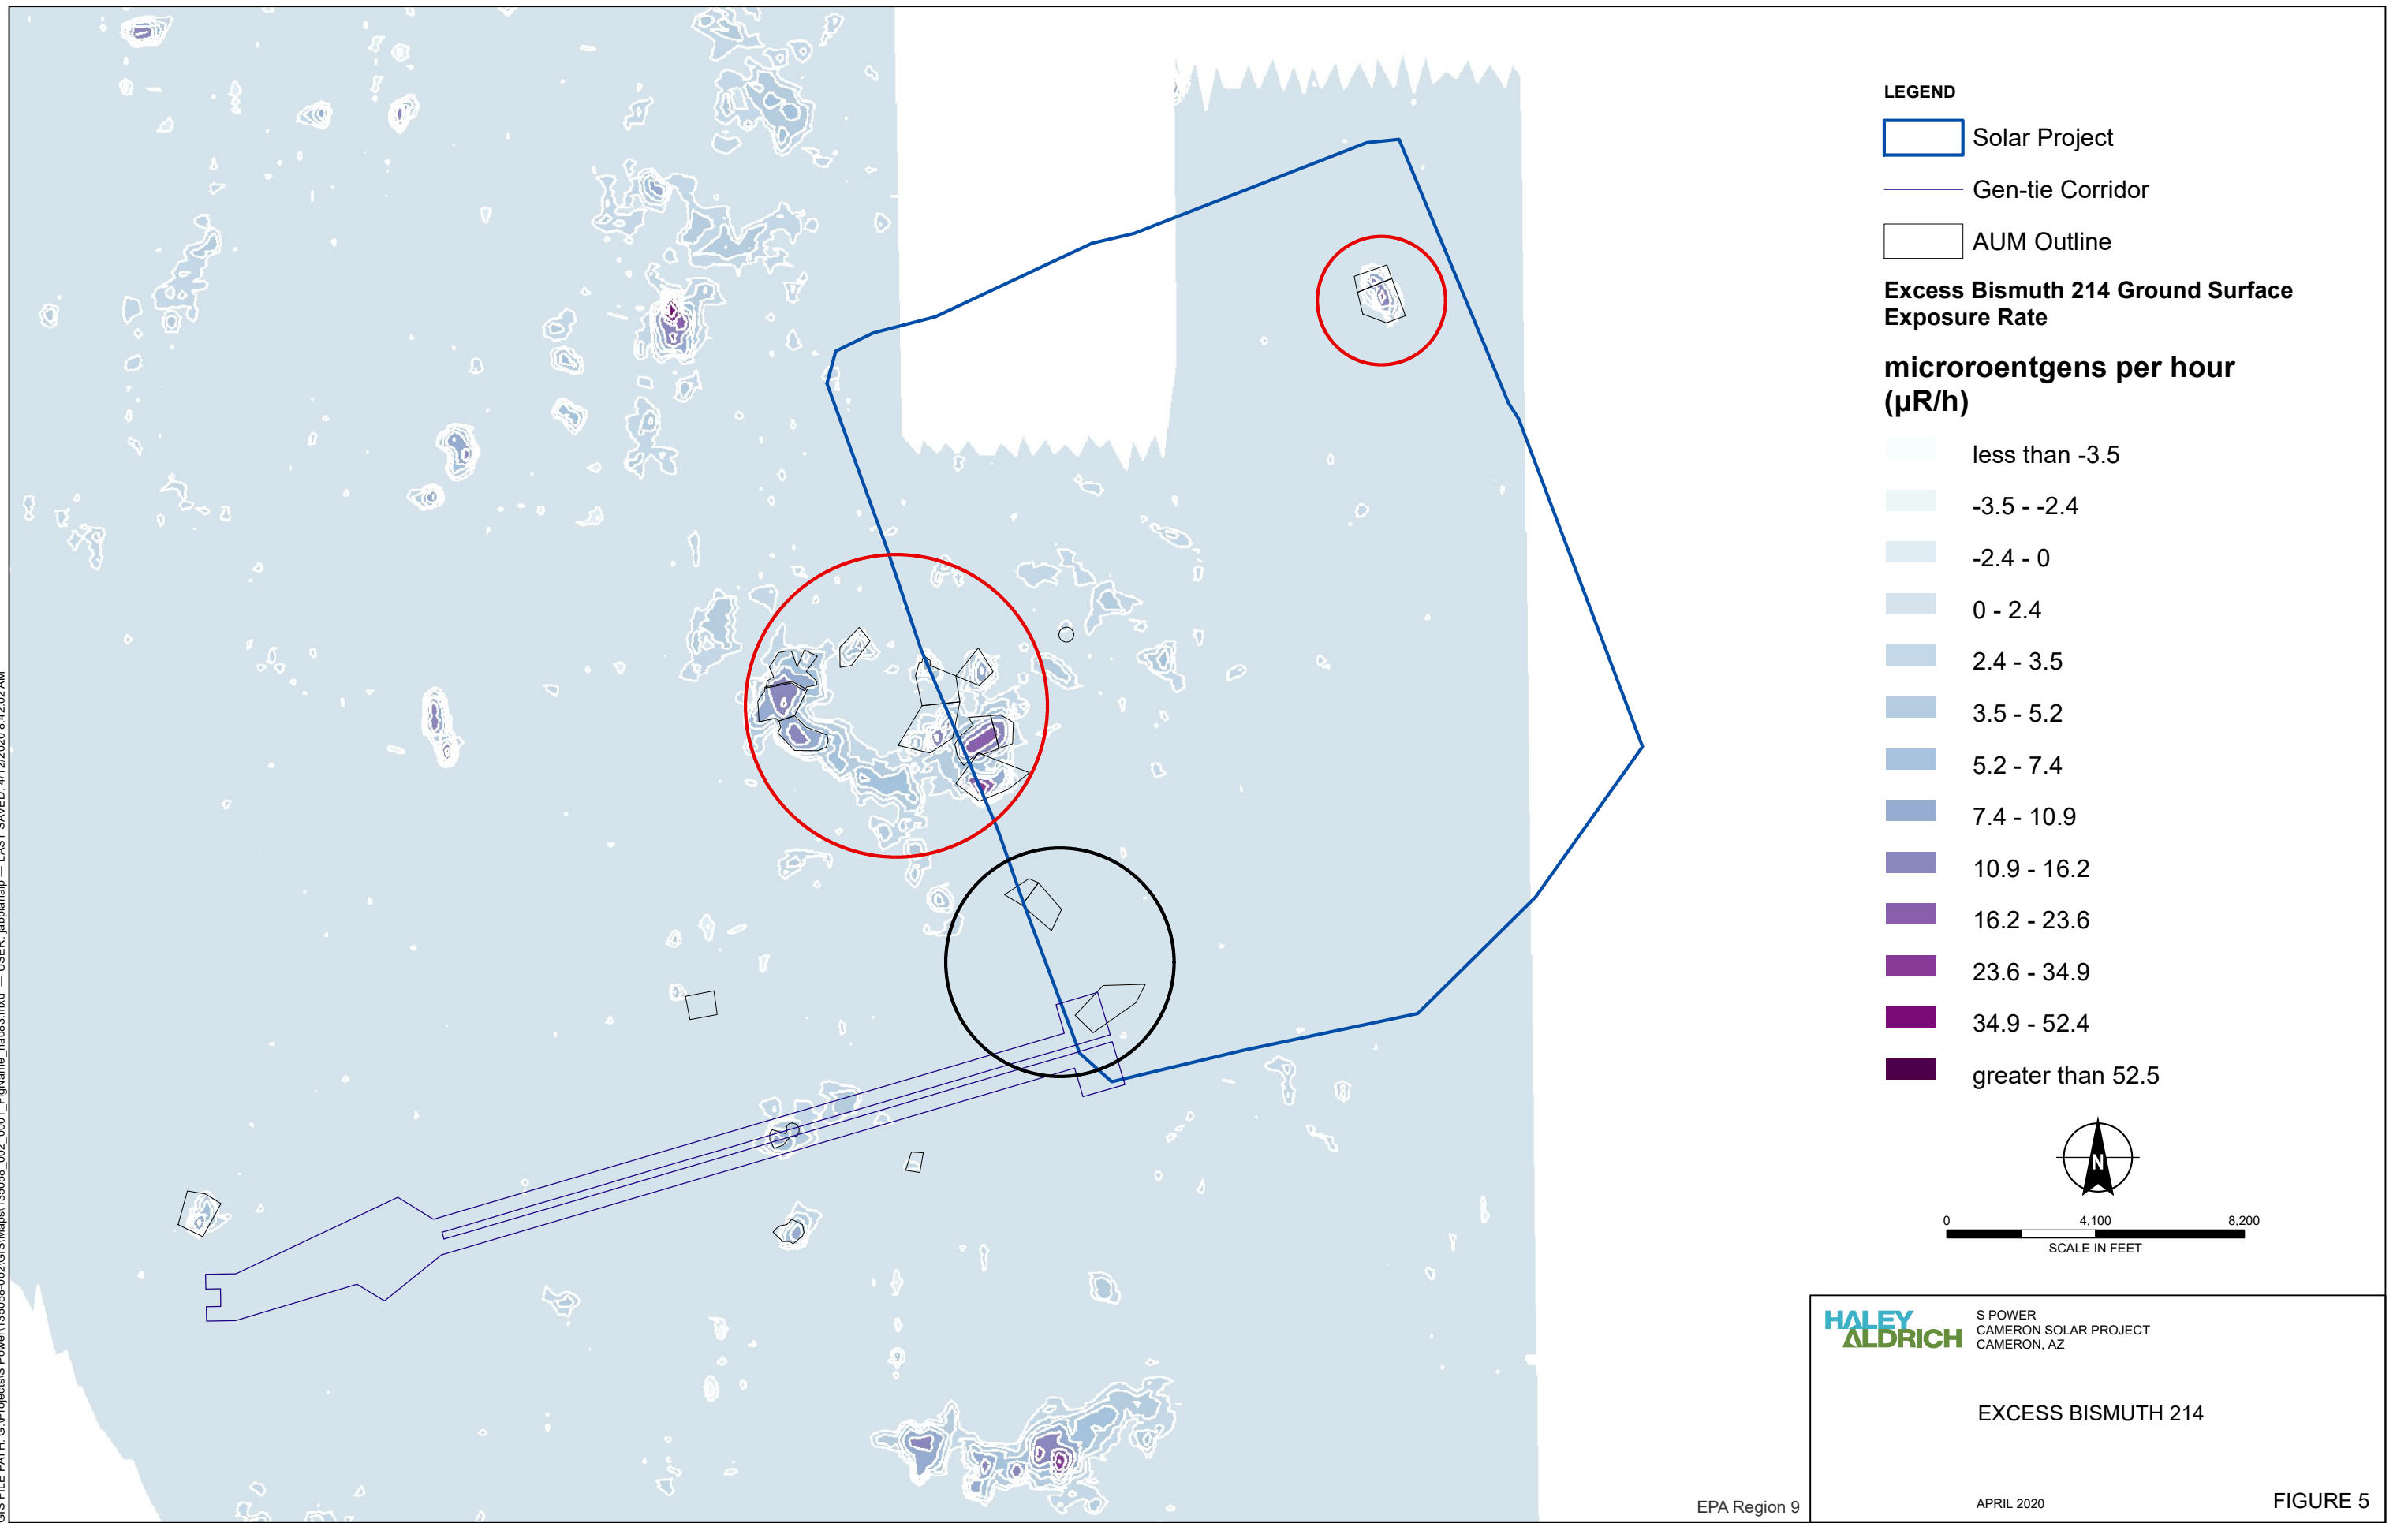 LEGEND
Solar Project
Gen-tie Corridor
AUM Outline
Excess Bismuth 214 Ground Surface
Exposure Rate
microroentgens per hour
(µR/h)
less than -3.5
-3.5 - -2.4
-2.4 - 0
0 - 2.4
2.4 - 3.5
3.5 - 5.2
5.2 - 7.4
7.4 - 10.9
10.9 - 16.2
16.2 - 23.6
23.6 - 34.9
34.9 - 52.4
greater than 52.5
N
0 4,100 8,200
SCALE IN FEET
HALEY
ALDRICH
S POWER
CAMERON SOLAR PROJECT
CAMERON, AZ
EXCESS BISMUTH 214
APRIL 2020
FIGURE 5
EPA Region 9